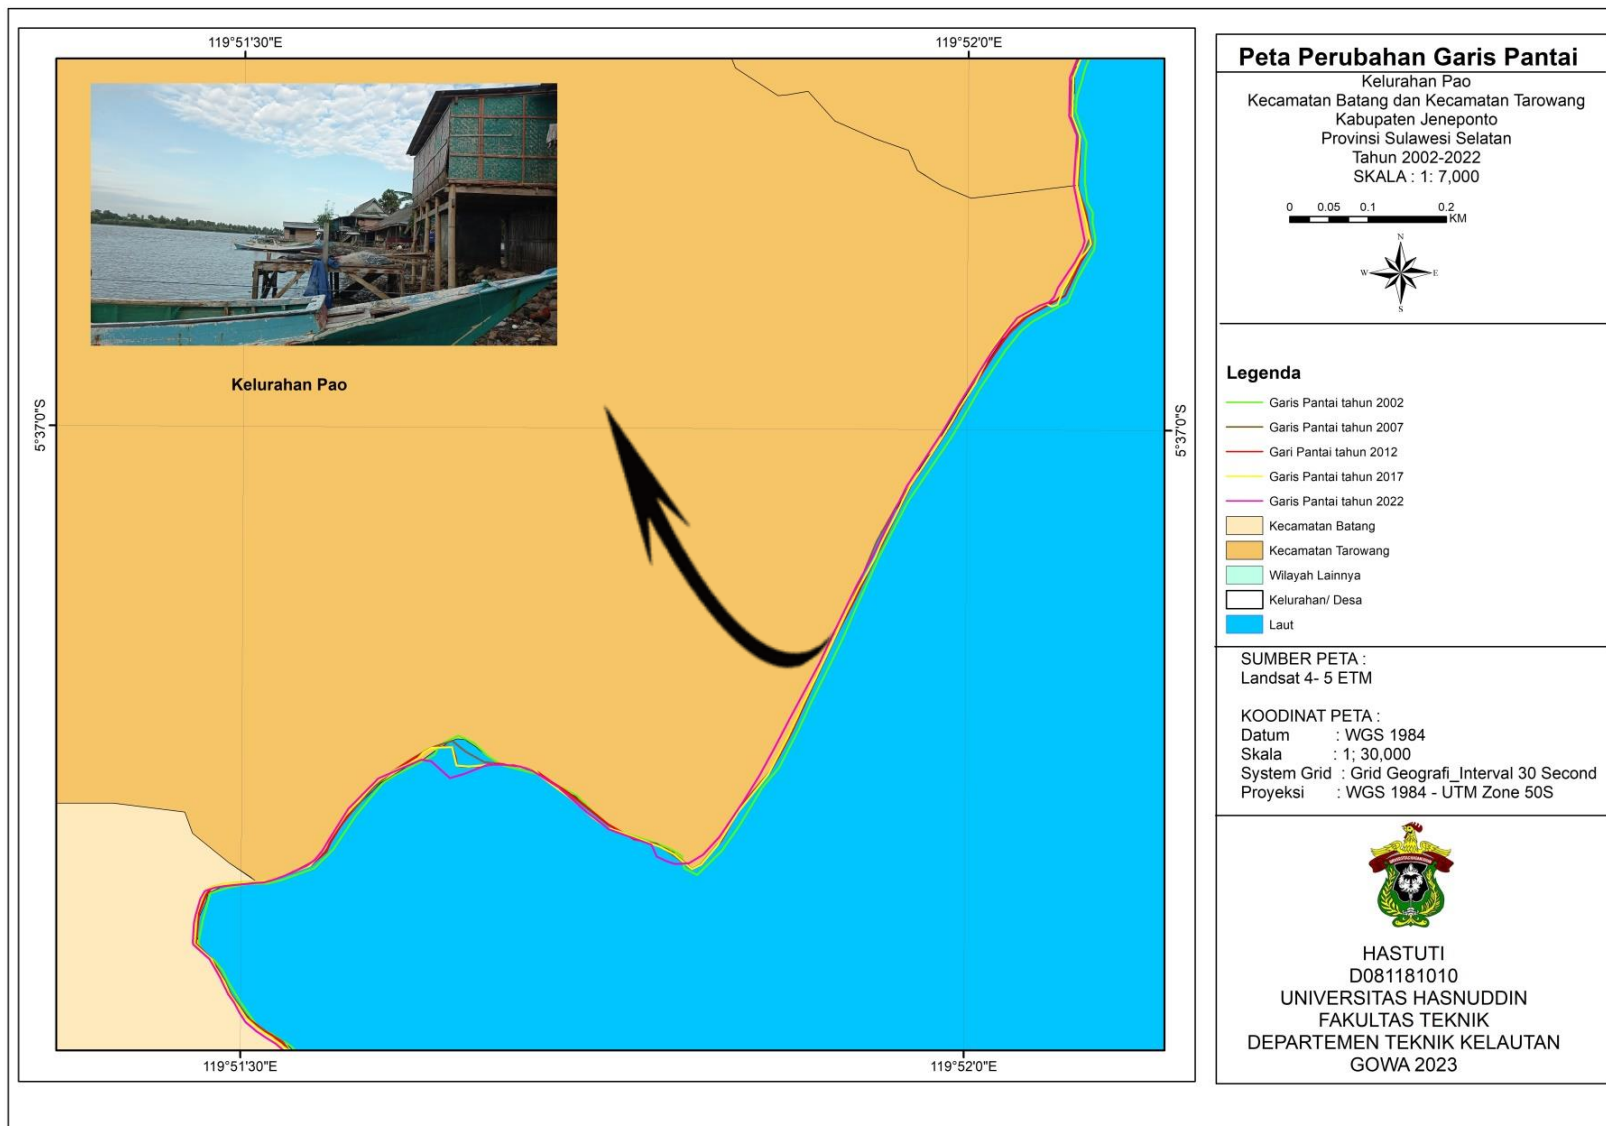 119°51'30"E
119°52'0"E
5°37'0"S
5°37'0"S
Kelurahan Pao
119°51'30"E
119°52'0"E
Peta Perubahan Garis Pantai
Kelurahan Pao
Kecamatan Batang dan Kecamatan Tarowang
Kabupaten Jeneponto
Provinsi Sulawesi Selatan
Tahun 2002-2022
SKALA : 1: 7,000
0 0.05 0.1 0.2
KM
N
W E
S
Legenda
Garis Pantai tahun 2002
Garis Pantai tahun 2007
Gari Pantai tahun 2012
Garis Pantai tahun 2017
Garis Pantai tahun 2022
Kecamatan Batang
Kecamatan Tarowang
Wilayah Lainnya
Kelurahan/ Desa
Laut
SUMBER PETA :
Landsat 4- 5 ETM
KOODINAT PETA :
Datum : WGS 1984
Skala : 1; 30,000
System Grid : Grid Geografi_Interval 30 Second
Proyeksi : WGS 1984 - UTM Zone 50S
HASTUTI
D081181010
UNIVERSITAS HASNUDDIN
FAKULTAS TEKNIK
DEPARTEMEN TEKNIK KELAUTAN
GOWA 2023